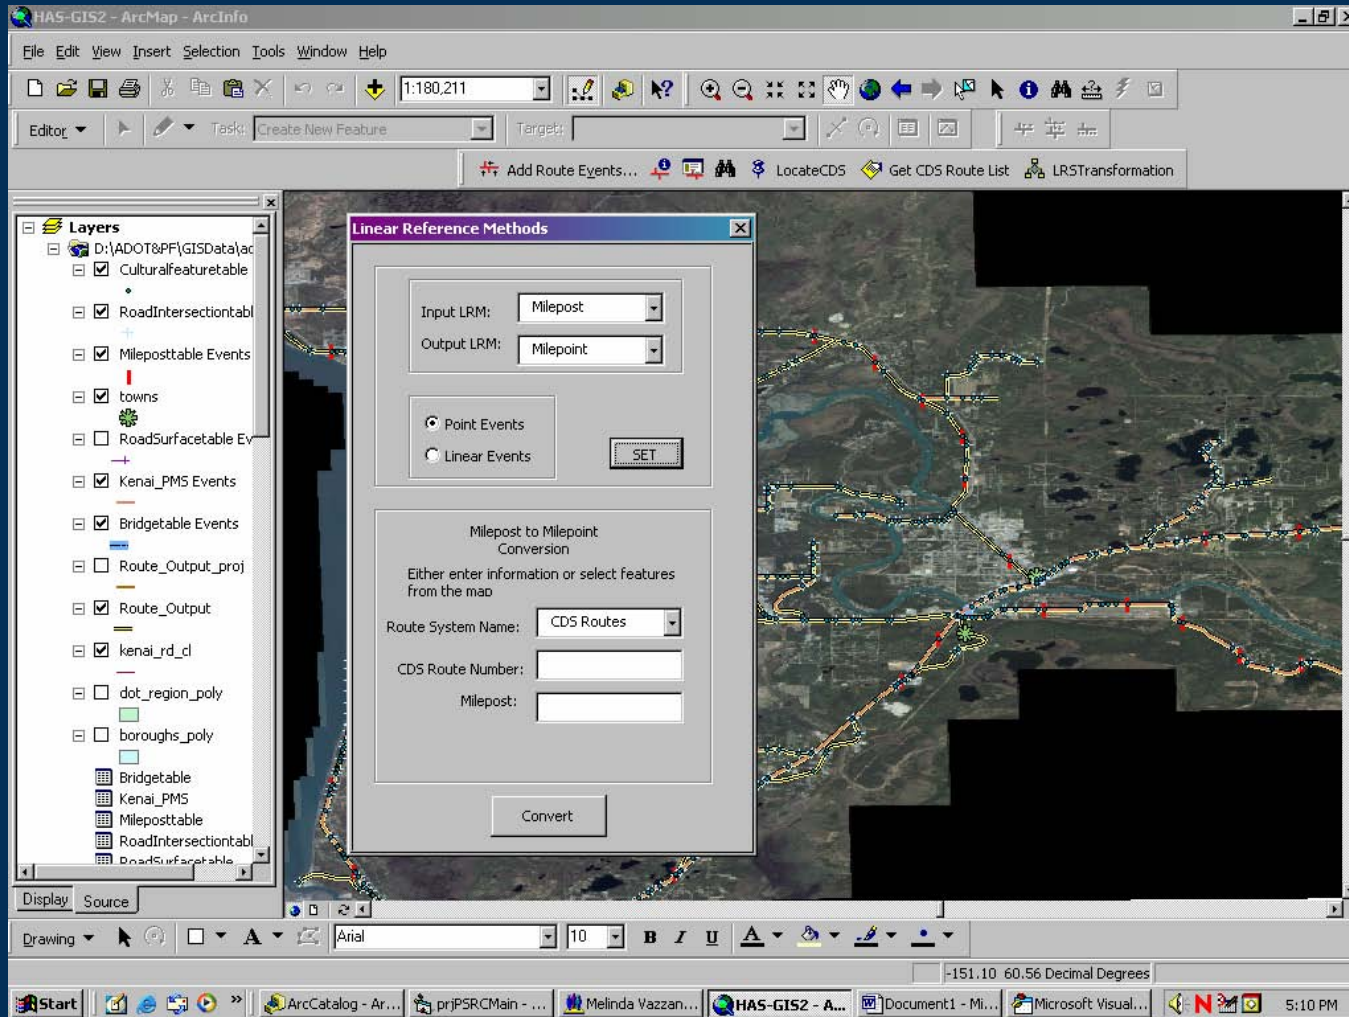 HAS-GIS2 - ArcMap - ArcInfo
File Edit View Insert Selection Tools Window Help
1:180,211
Editor Task: Create New Feature Target:
Add Route Events... LocateCDS Get CDS Route List LRSTransformation
Layers
D:\ADOT&PF\GISData\ac
Culturalfeaturetable
RoadIntersectiontabl
Mileposttable Events
towns
RoadSurfacetable Ev
Kenai_PMS Events
Bridgetable Events
Route_Output_proj
Route_Output
kenai_rd_cl
dot_region_poly
boroughs_poly
Bridgetable
Kenai_PMS
Mileposttable
RoadIntersectiontabl
RoadSurfacetable
Display Source
Linear Reference Methods
Input LRM: Milepost
Output LRM: Milepoint
Point Events
Linear Events
SET
Milepost to Milepoint
Conversion
Either enter information or select features
from the map
Route System Name: CDS Routes
CDS Route Number:
Milepost:
Convert
Drawing A Arial 10 B I U A
-151.10 60.56 Decimal Degrees
Start » ArcCatalog - Ar... prjPSRCMain - ... Melinda Vazzan... HAS-GIS2 - A... Document1 - Mi... Microsoft Visual... N 5:10 PM